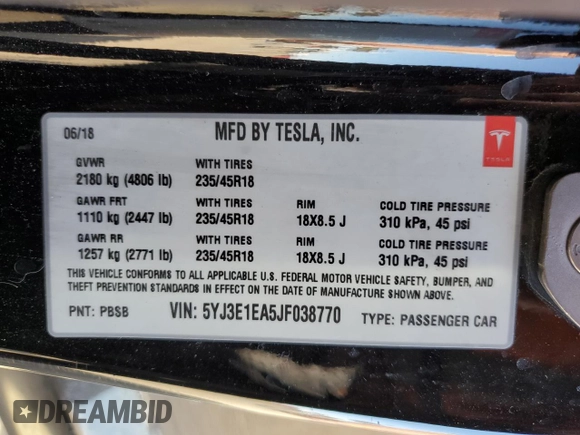 06/18 MFD BY TESLA, INC.
TESLA
GVWR WITH TIRES
2180 kg (4806 lb) 235/45R18
GAWR FRT WITH TIRES RIM COLD TIRE PRESSURE
1110 kg (2447 lb) 235/45R18 18X8.5 J 310 kPa, 45 psi
GAWR RR WITH TIRES RIM COLD TIRE PRESSURE
1257 kg (2771 lb) 235/45R18 18X8.5 J 310 kPa, 45 psi
THIS VEHICLE CONFORMS TO ALL APPLICABLE U.S. FEDERAL MOTOR VEHICLE SAFETY, BUMPER, AND
THEFT PREVENTION STANDARDS IN EFFECT ON THE DATE OF MANUFACTURE SHOWN ABOVE.
PNT: PBSB VIN: 5YJ3E1EA5JF038770 TYPE: PASSENGER CAR
DREAMBID